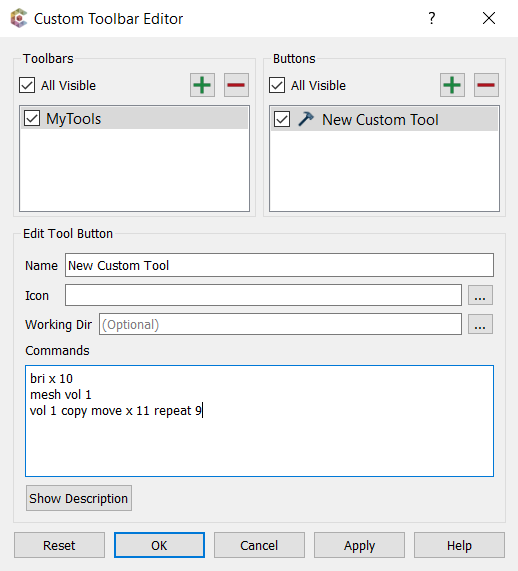 Custom Toolbar Editor
?
Toolbars
All Visible
MyTools
Buttons
All Visible
New Custom Tool
Edit Tool Button
Name New Custom Tool
Icon ...
Working Dir (Optional) ...
Commands
bri x 10
mesh vol 1
vol 1 copy move x 11 repeat 9
Show Description
Reset OK Cancel Apply Help